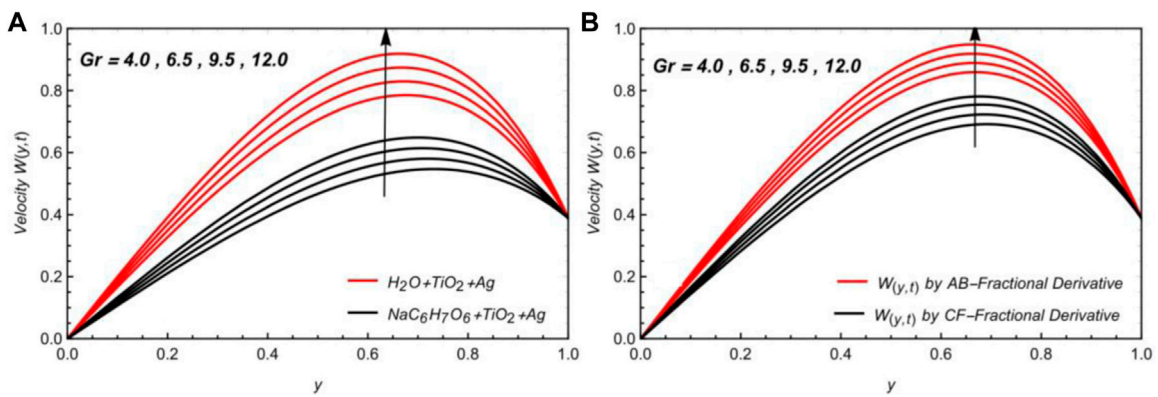 A
B
Gr = 4.0 , 6.5 , 9.5 , 12.0
Gr = 4.0 , 6.5 , 9.5 , 12.0
Velocity W(y,t)
1.0
0.8
0.6
0.4
0.2
0.0
H₂O+TiO₂+Ag
NaC₆H₇O₆+TiO₂+Ag
0.0 0.2 0.4 0.6 0.8 1.0
y
Velocity W(y,t)
1.0
0.8
0.6
0.4
0.2
0.0
W(y,t) by AB−Fractional Derivative
W(y,t) by CF−Fractional Derivative
0.0 0.2 0.4 0.6 0.8 1.0
y